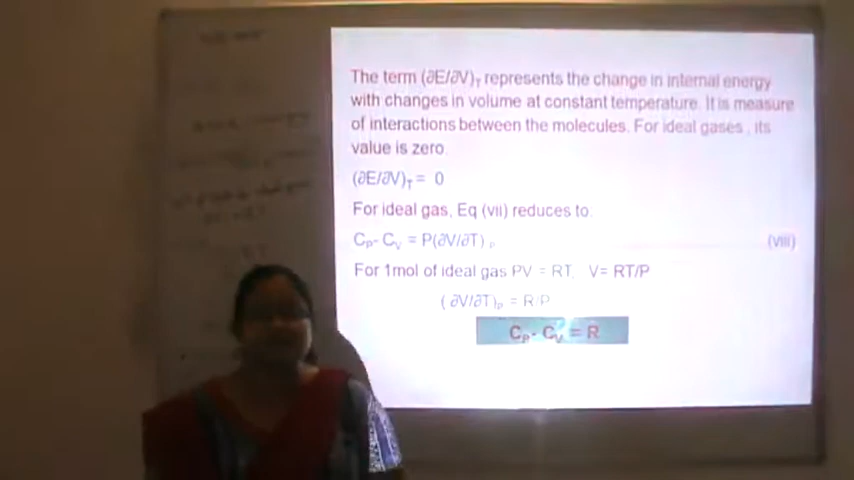 The term (∂E/∂V)T represents the change in internal energy
with changes in volume at constant temperature. It is measure
of interactions between the molecules. For ideal gases , its
value is zero
(∂E/∂V)T = 0
For ideal gas, Eq (vii) reduces to:
CP- CV = P(∂V/∂T) P (viii)
For 1mol of ideal gas PV = RT, V= RT/P
( ∂V/∂T)P = R/P
CP- CV = R